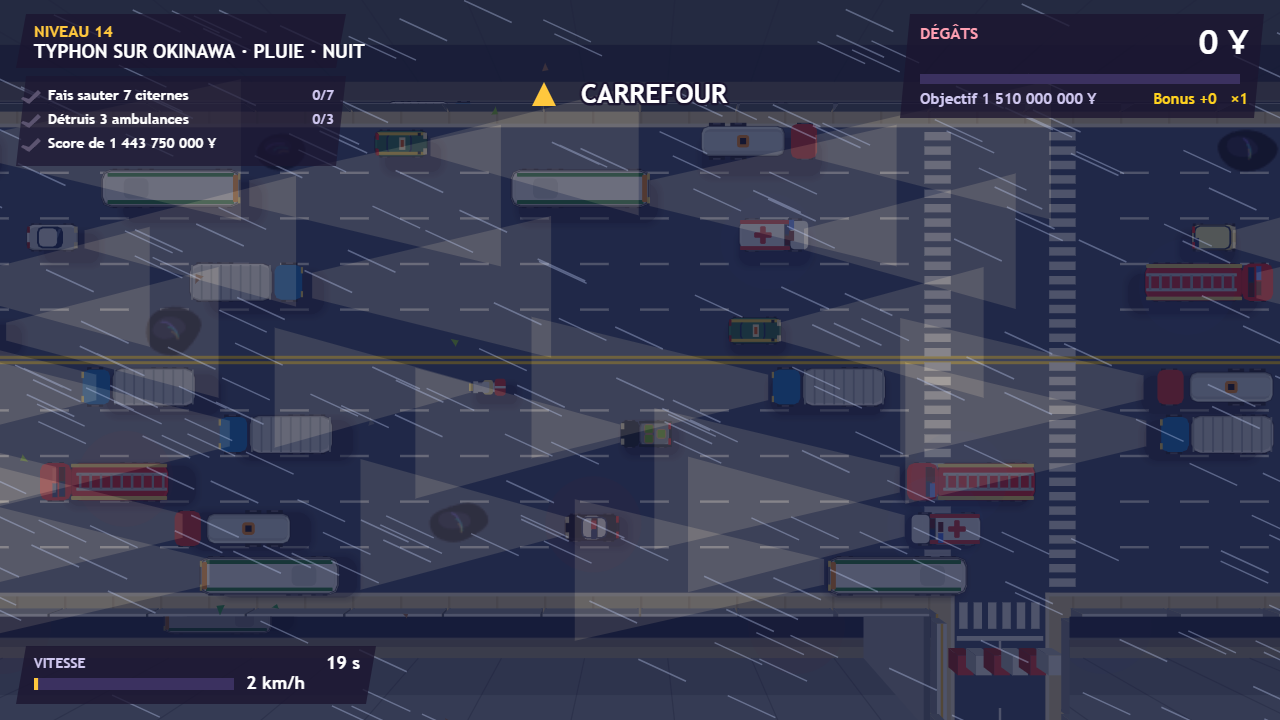 NIVEAU 14
TYPHON SUR OKINAWA · PLUIE · NUIT
Fais sauter 7 citernes 0/7
Détruis 3 ambulances 0/3
Score de 1 443 750 000 ¥
CARREFOUR
DÉGÂTS
0 ¥
Objectif 1 510 000 000 ¥ Bonus +0 ×1
VITESSE 19 s
2 km/h